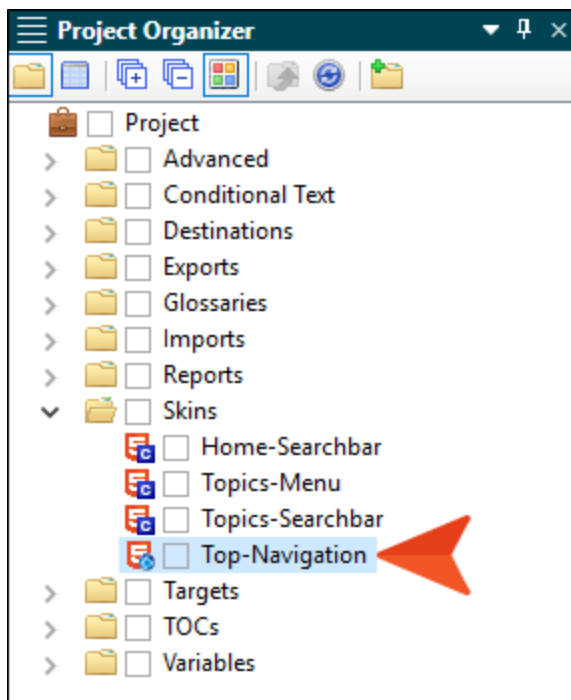 Project Organizer
Project
Advanced
Conditional Text
Destinations
Exports
Glossaries
Imports
Reports
Skins
C Home-Searchbar
C Topics-Menu
C Topics-Searchbar
Top-Navigation
Targets
TOCs
Variables